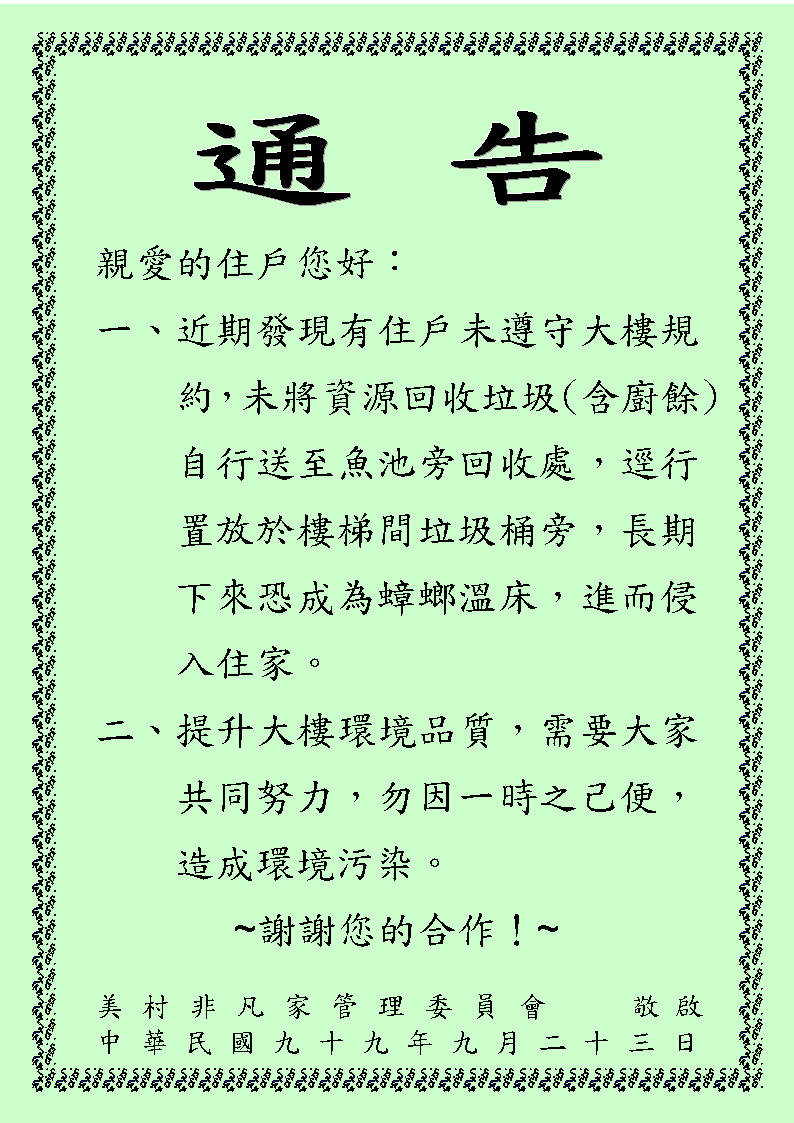 通 告
親愛的住戶您好：
一、近期發現有住戶未遵守大樓規
約，未將資源回收垃圾(含廚餘)
自行送至魚池旁回收處，逕行
置放於樓梯間垃圾桶旁，長期
下來恐成為蟑螂溫床，進而侵
入住家。
二、提升大樓環境品質，需要大家
共同努力，勿因一時之己便，
造成環境污染。
~謝謝您的合作！~
美村非凡家管理委員會 敬啟
中華民國九十九年九月二十三日